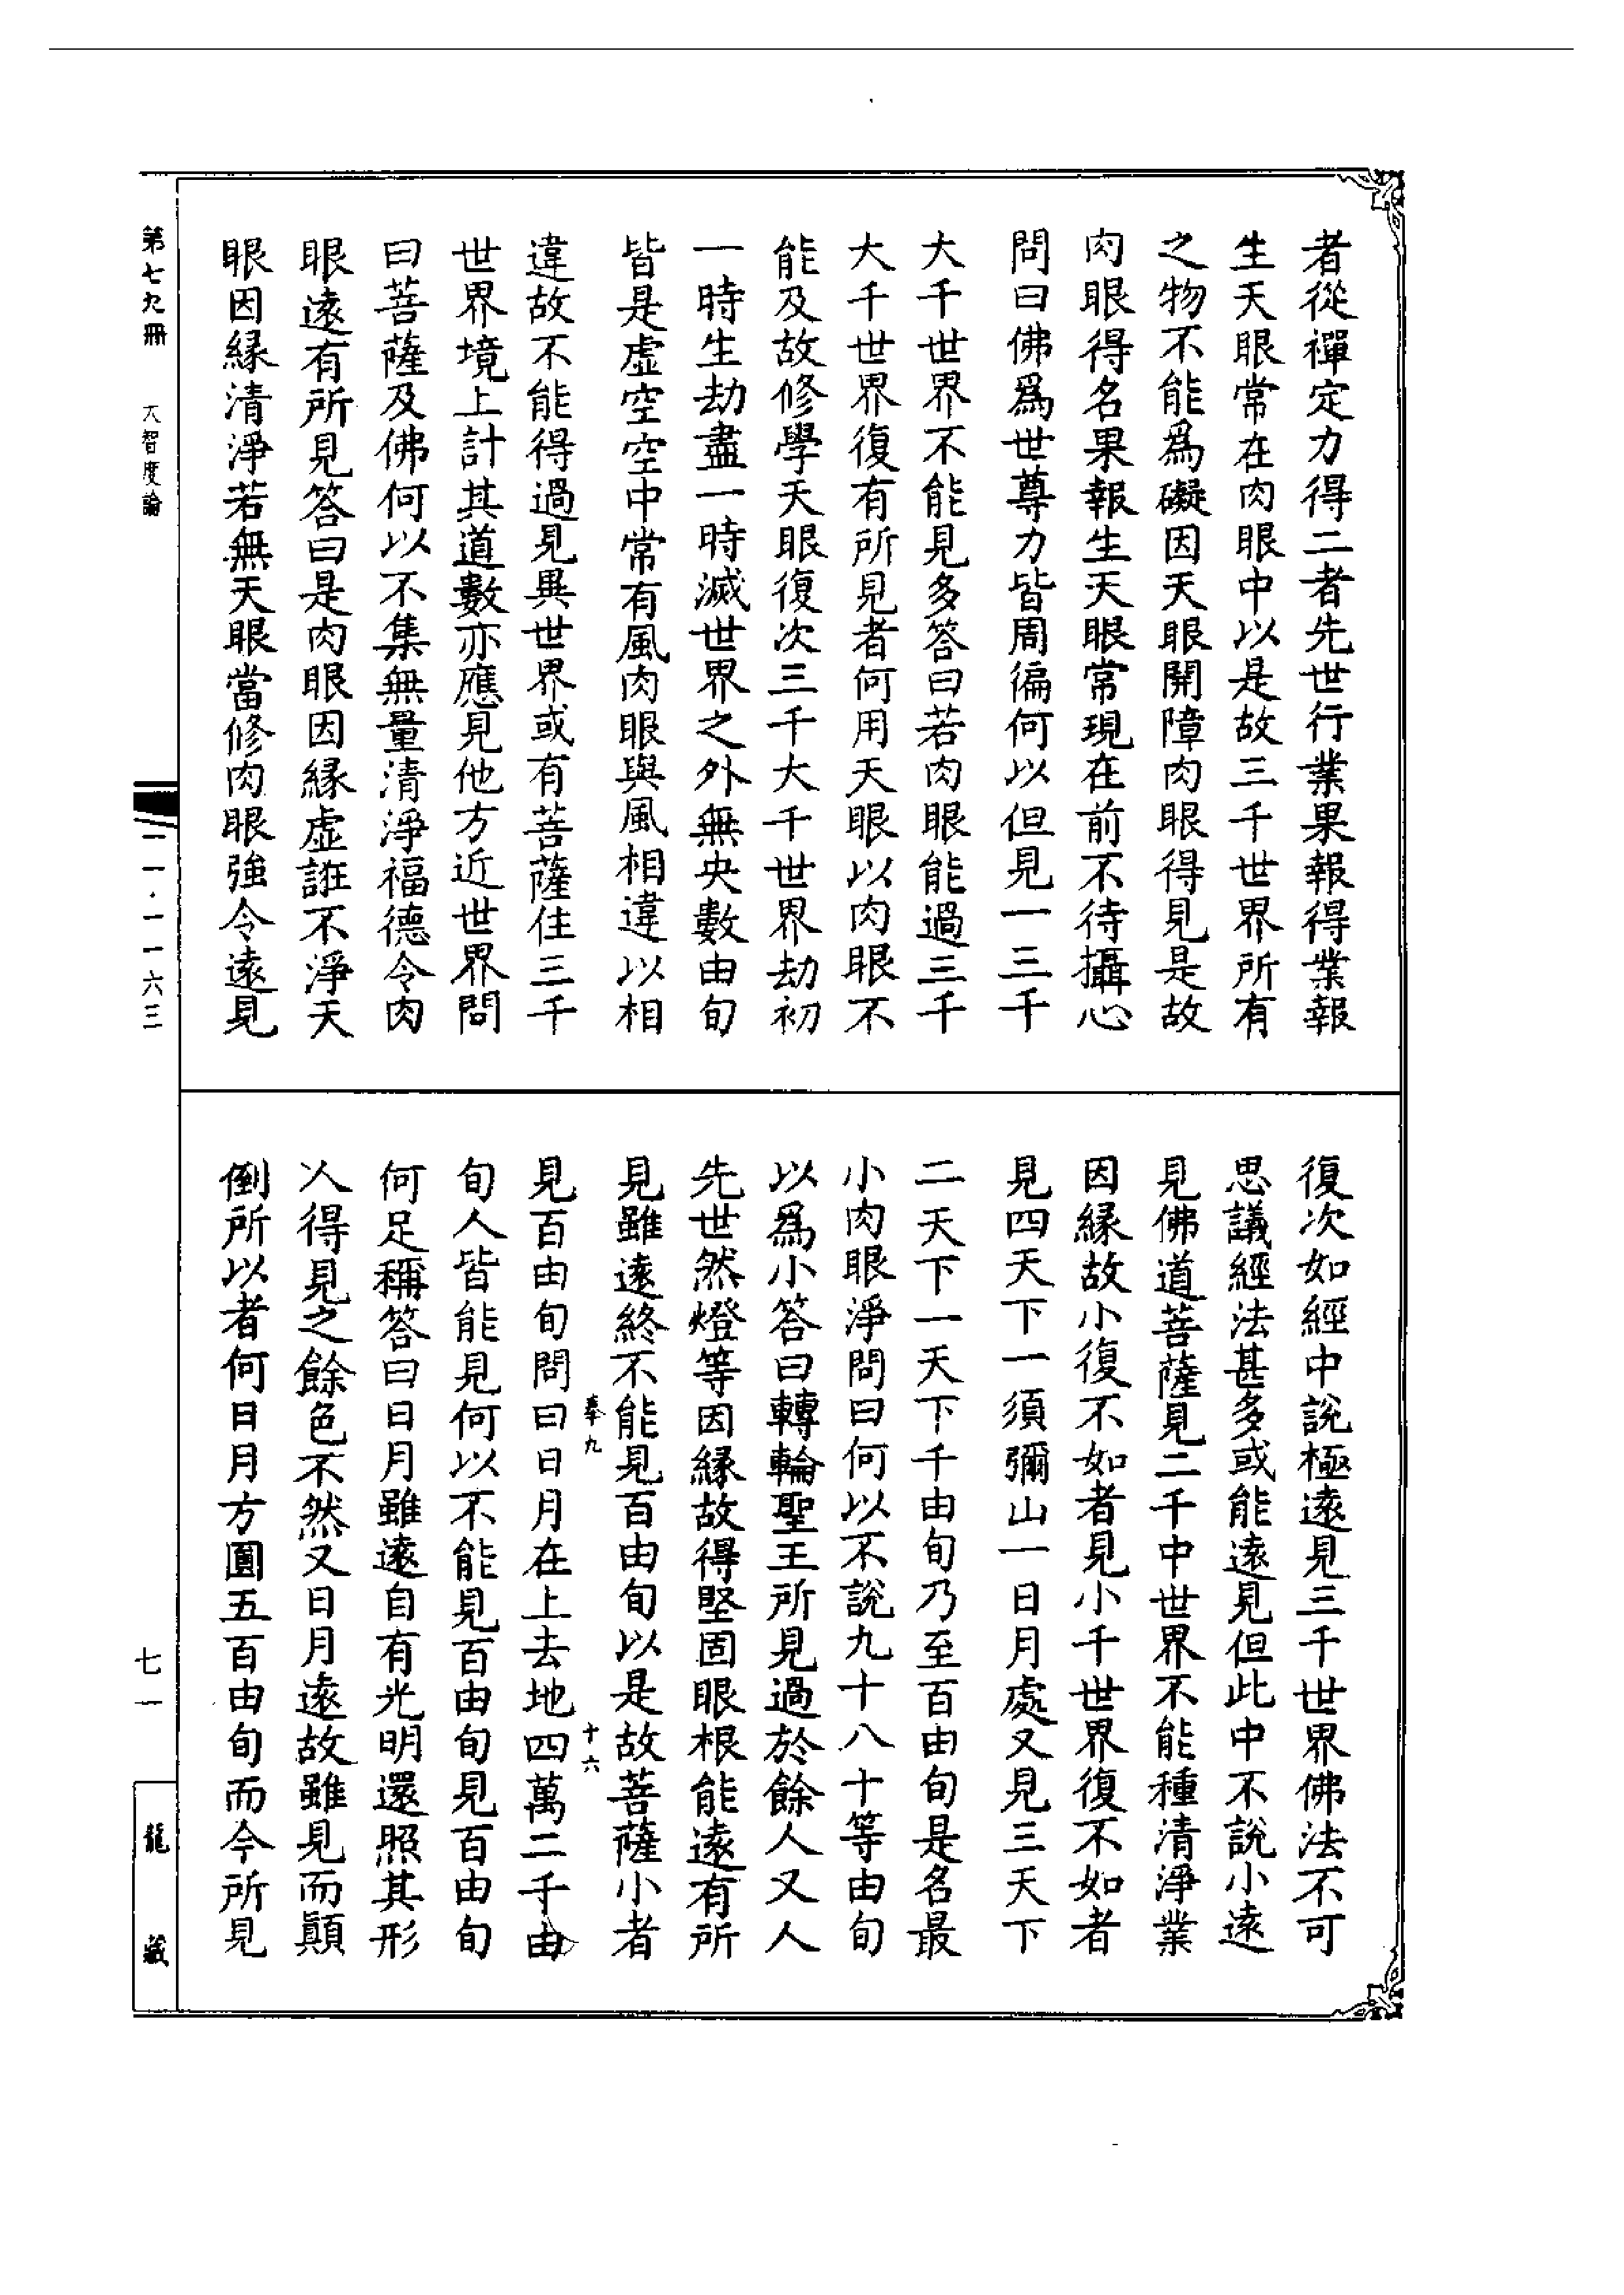 者從禪定力得二者先世行業果報得業報
生天眼常在肉眼中以是故三千世界所有
之物不能為礙因天眼開障肉眼得見是故
肉眼得名果報生天眼常現在前不待攝心
問曰佛為世尊力皆周徧何以但見一三千
大千世界不能見多答曰若肉眼能過三千
大千世界復有所見者何用天眼以肉眼不
能及故修學天眼復次三千大千世界劫初
一時生劫盡一時滅世界之外無央數由旬
皆是虛空空中常有風肉眼與風相違以相
違故不能得過見異世界或有菩薩住三千
世界境上計其道數亦應見他方近世界問
曰菩薩及佛何以不集無量清淨福德令肉
眼遠有所見答曰是肉眼因緣虛誑不淨天
眼因緣清淨若無天眼當修肉眼強令遠見
復次如經中說極遠見三千世界佛法不可
思議經法甚多或能遠見但此中不說小遠
見佛道菩薩見二千中世界不能種清淨業
因緣故小復不如者見小千世界復不如者
見四天下一須彌山一日月處又見三天下
二天下一天下千由旬乃至百由旬是名最
小肉眼淨問曰何以不說九十八十等由旬
以為小答曰轉輪聖王所見過於餘人又人
先世然燈等因緣故得堅固眼根能遠有所
見雖遠終不能見百由旬以是故菩薩小者
奉九 十六
見百由旬問曰日月在上去地四萬二千由
旬人皆能見何以不能見百由旬見百由旬
何足稱答曰日月雖遠自有光明還照其形
人得見之餘色不然又日月遠故雖見而顛
倒所以者何日月方圓五百由旬而今所見
第七九冊 大智度論
二一·一一六三
七一
龍藏